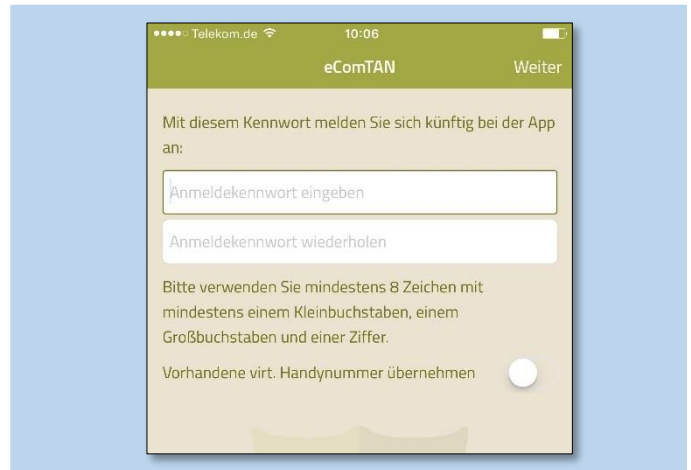 Telekom.de 10:06
eComTAN Weiter
Mit diesem Kennwort melden Sie sich künftig bei der App
an:
Anmeldekennwort eingeben
Anmeldekennwort wiederholen
Bitte verwenden Sie mindestens 8 Zeichen mit
mindestens einem Kleinbuchstaben, einem
Großbuchstaben und einer Ziffer.
Vorhandene virt. Handynummer übernehmen